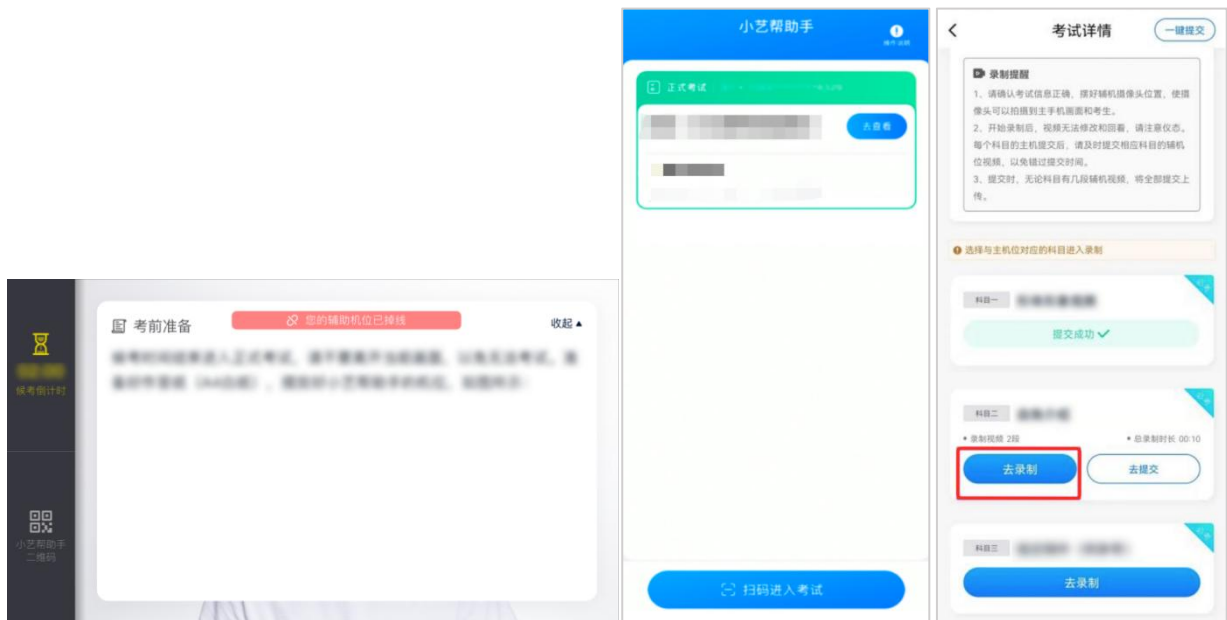 考前准备
您的辅助机位已掉线
收起▲
候考倒计时
小艺帮助手
二维码
小艺帮助手
操作说明
正式考试
去查看
扫码进入考试
考试详情
一键提交
录制提醒
1、请确认考试信息正确，摆好辅机摄像头位置，使摄
像头可以拍摄到主手机画面和考生。
2、开始录制后，视频无法修改和回看，请注意仪态。
每个科目的主机提交后，请及时提交相应科目的辅机
位视频，以免错过提交时间。
3、提交时，无论科目有几段辅机视频，将全部提交上
传。
选择与主机位对应的科目进入录制
科目一
提交成功
科目二
录制视频 2段
总录制时长 00:10
去录制
去提交
科目三
去录制